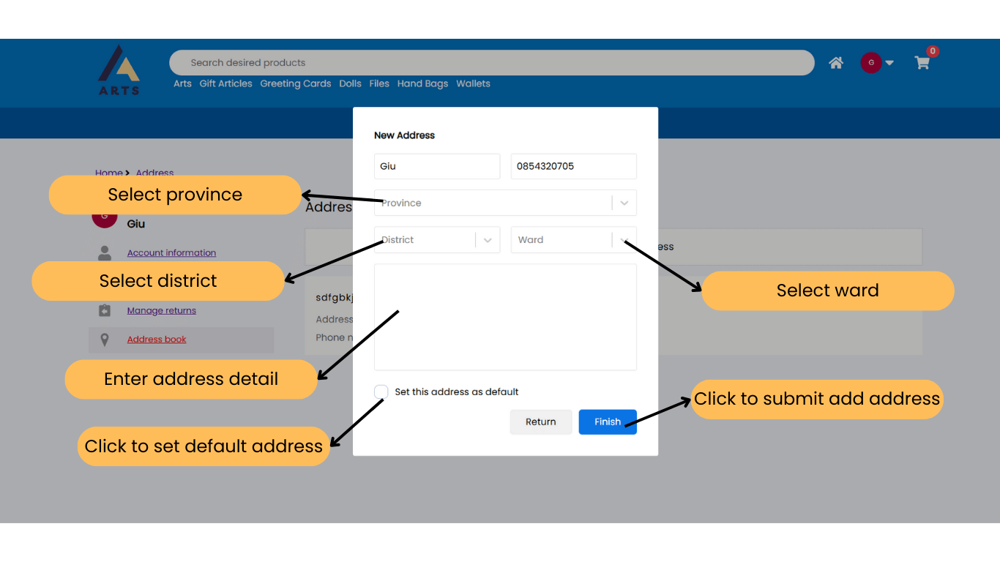 Search desired products
0
G
ARTS
Arts Gift Articles Greeting Cards Dolls Files Hand Bags Wallets
New Address
Giu
0854320705
Home Address
Select province
Province
Addres
G
Giu
District
Ward
ess
Account information
Select district
Select ward
sdfgbkj
Manage returns
Address
Phone n
Address book
Enter address detail
Set this address as default
Click to submit add address
Return
Finish
Click to set default address